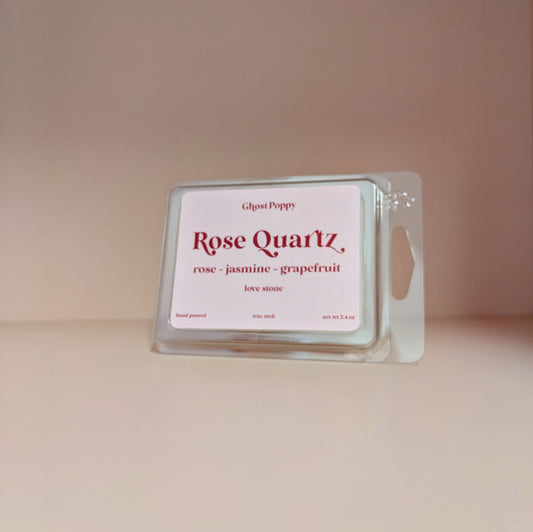 Ghost Poppy
Rose Quartz
rose - jasmine - grapefruit
love stone
hand poured wax melt net wt 2.4 oz